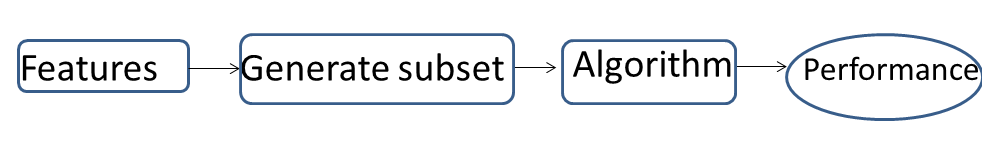 Features
Generate subset
Algorithm
Performance